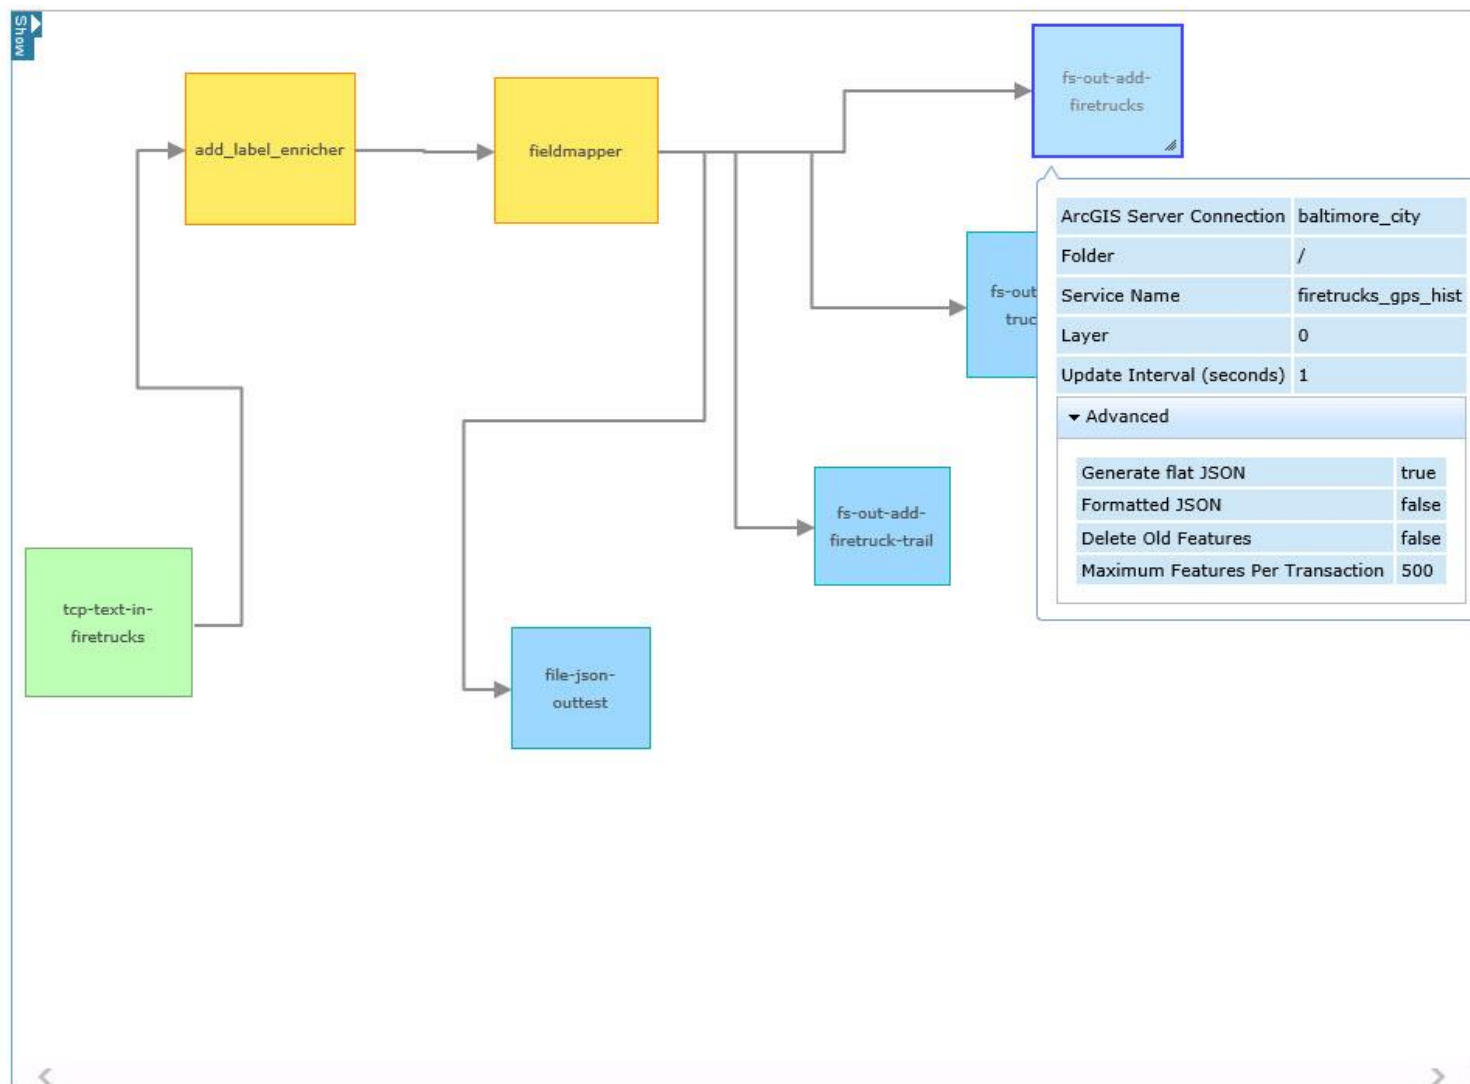 Show
fs-out-add-
firetrucks
add_label_enricher
fieldmapper
ArcGIS Server Connection baltimore_city
Folder /
Service Name firetrucks_gps_hist
Layer 0
Update Interval (seconds) 1
Advanced
Generate flat JSON true
Formatted JSON false
Delete Old Features false
Maximum Features Per Transaction 500
fs-out
truc
fs-out-add-
firetruck-trail
tcp-text-in-
firetrucks
file-json-
outtest